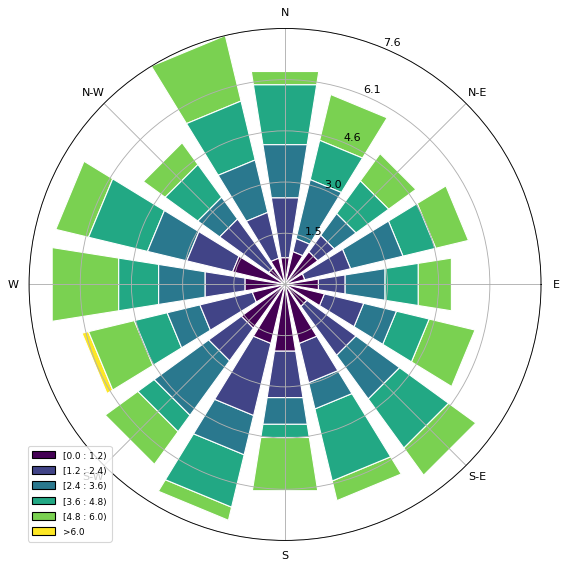 N
7.6
6.1
N-W
N-E
4.6
3.0
1.5
W
E
[0.0 : 1.2)
[1.2 : 2.4)
[2.4 : 3.6)
[3.6 : 4.8)
[4.8 : 6.0)
>6.0
S-W
S-E
S